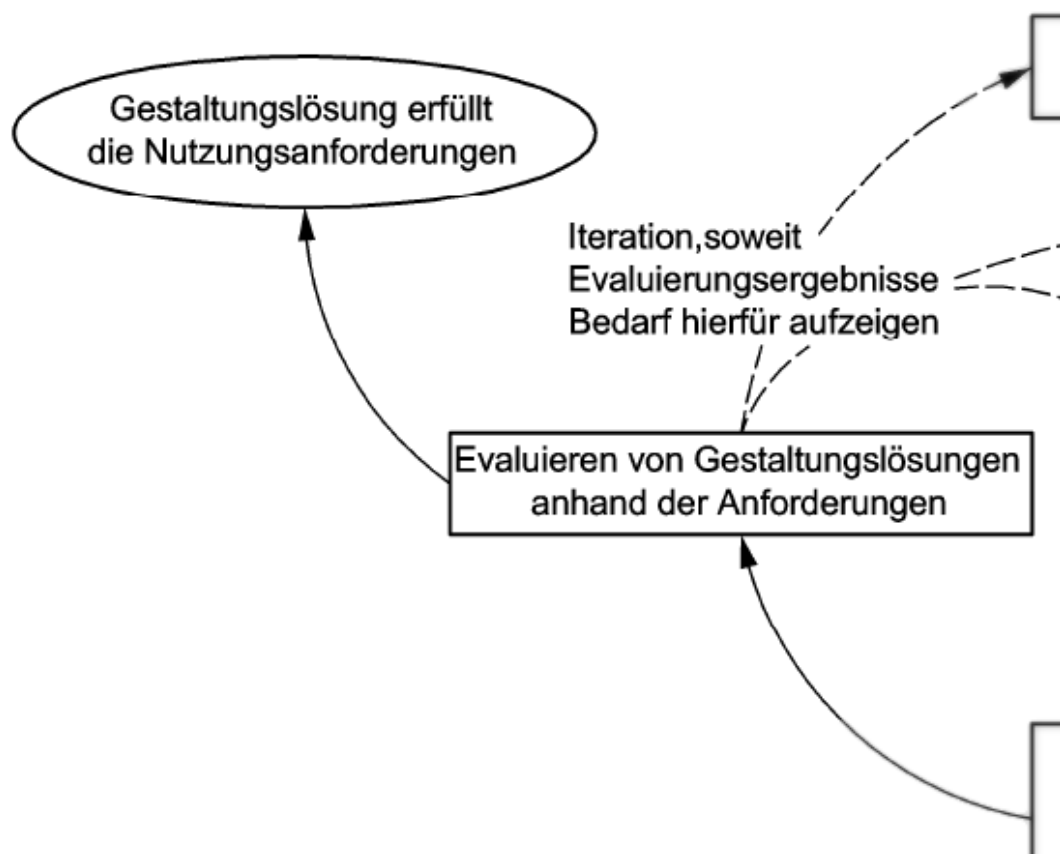 Gestaltungslösung erfüllt
die Nutzungsanforderungen
Iteration,soweit
Evaluierungsergebnisse
Bedarf hierfür aufzeigen
Evaluieren von Gestaltungslösungen
anhand der Anforderungen